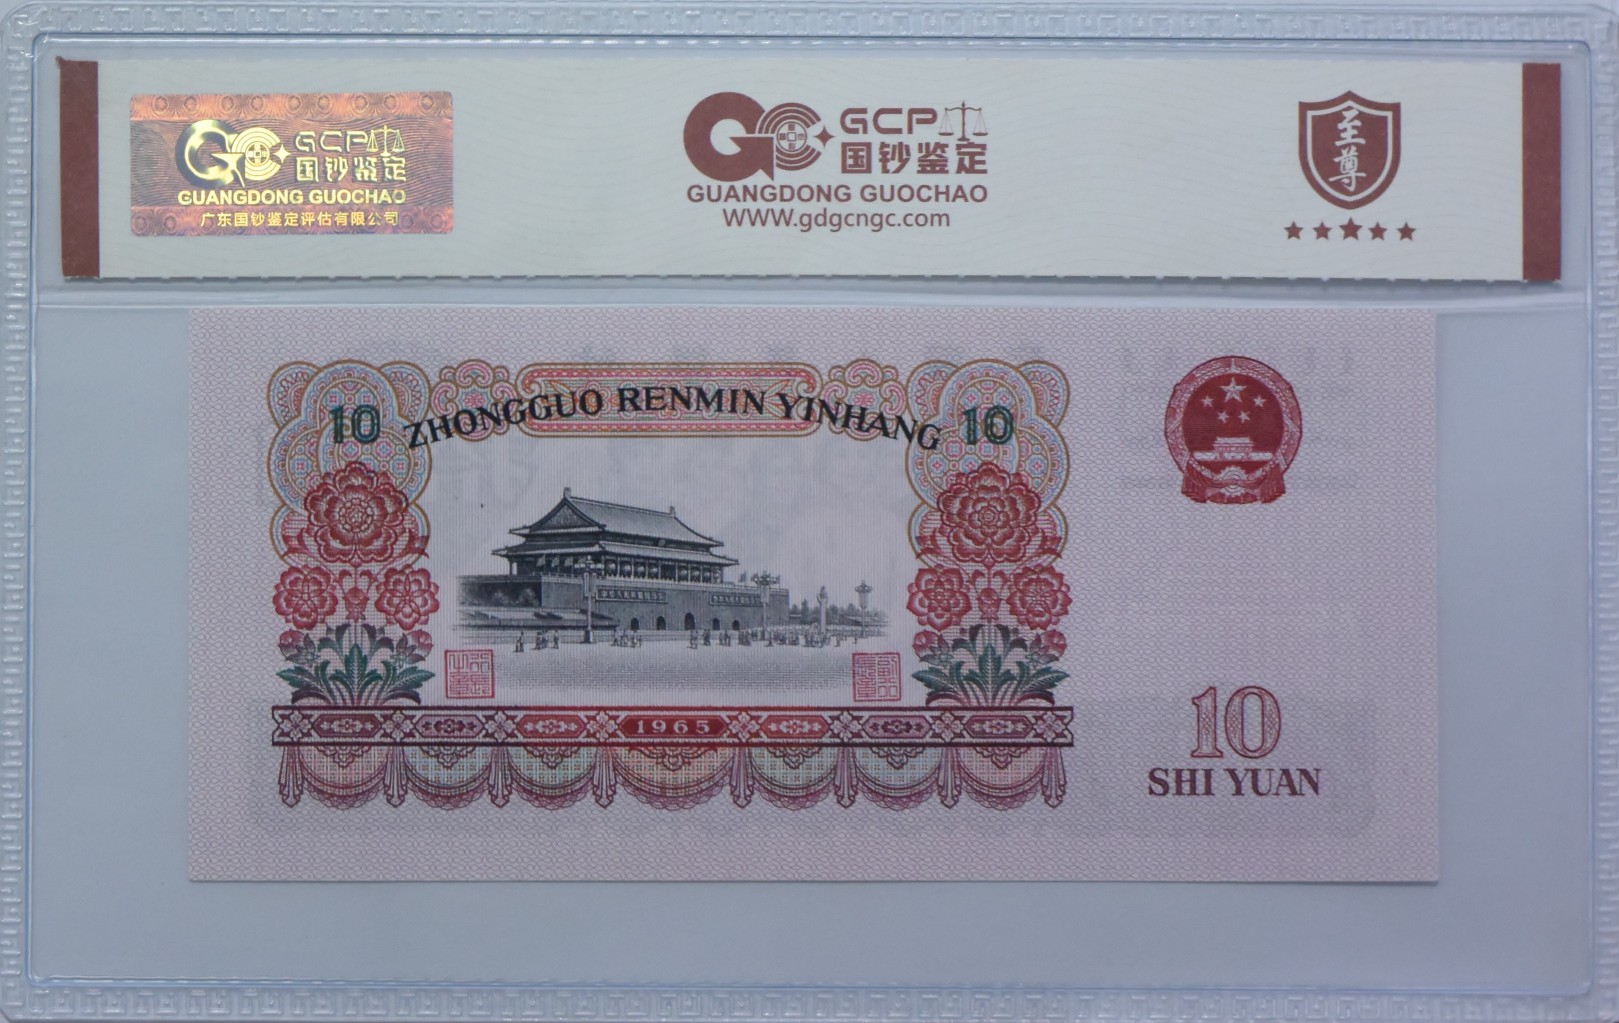 GCP
国钞鉴定
GUANGDONG GUOCHAO
广东国钞鉴定评估有限公司
GCP
国钞鉴定
GUANGDONG GUOCHAO
WWW.gdgcngc.com
至尊
10 ZHONGGUO RENMIN YINHANG 10
1965
10
SHI YUAN